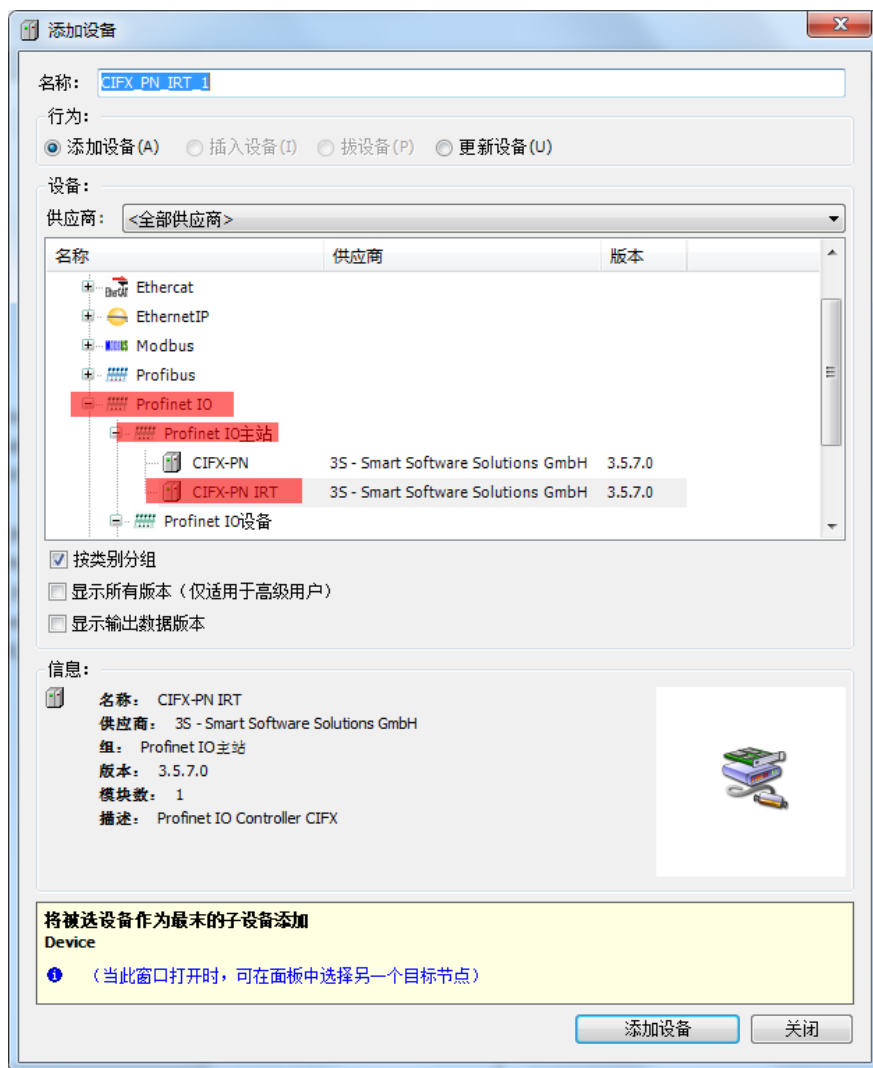 添加设备
名称: CIFX_PN_IRT_1
行为:
添加设备(A) 插入设备(I) 拔设备(P) 更新设备(U)
设备:
供应商: <全部供应商>
名称 供应商 版本
EtherCAT Ethercat
EthernetIP
MODBUS Modbus
Profibus
Profinet IO
Profinet IO主站
CIFX-PN 3S - Smart Software Solutions GmbH 3.5.7.0
CIFX-PN IRT 3S - Smart Software Solutions GmbH 3.5.7.0
Profinet IO设备
按类别分组
显示所有版本(仅适用于高级用户)
显示输出数据版本
信息:
名称: CIFX-PN IRT
供应商: 3S - Smart Software Solutions GmbH
组: Profinet IO主站
版本: 3.5.7.0
模块数: 1
描述: Profinet IO Controller CIFX
将被选设备作为最末的子设备添加
Device
(当此窗口打开时,可在面板中选择另一个目标节点)
添加设备 关闭